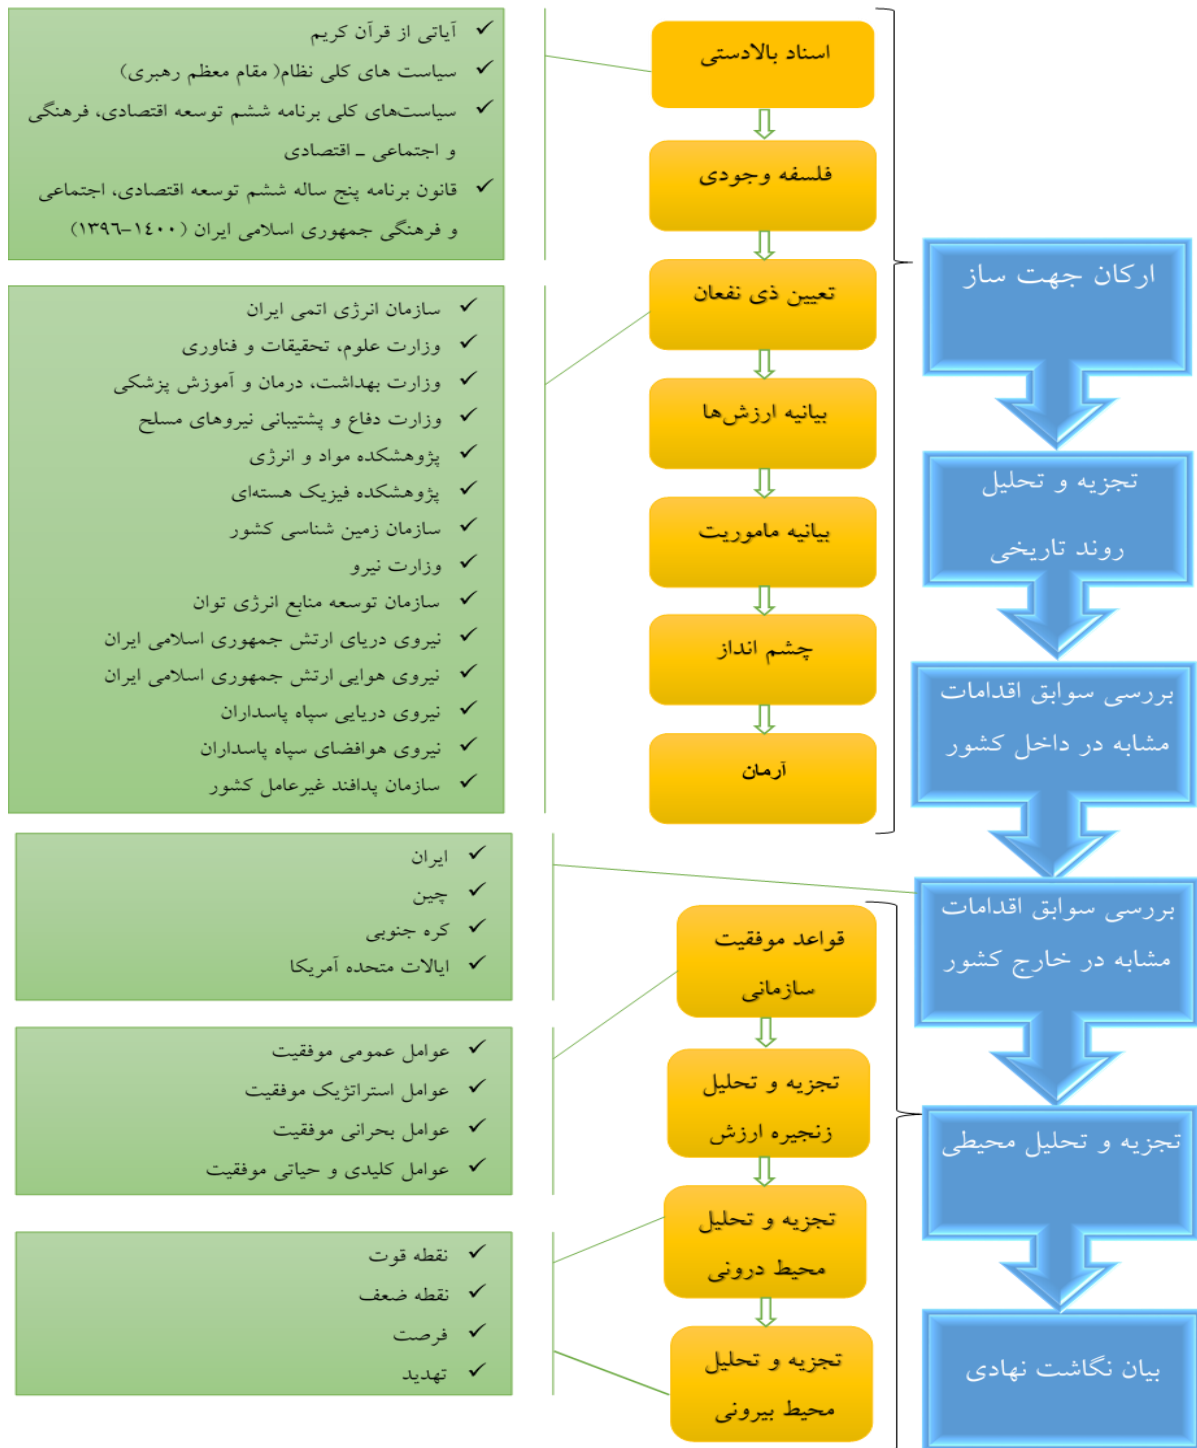 ارکان جهت ساز
تجزیه و تحلیل
روند تاریخی
بررسی سوابق اقدامات
مشابه در داخل کشور
بررسی سوابق اقدامات
مشابه در خارج کشور
تجزیه و تحلیل محیطی
بیان نگاشت نهادی
اسناد بالادستی
فلسفه وجودی
تعیین ذی نفعان
بیانیه ارزش‌ها
بیانیه ماموریت
چشم انداز
آرمان
قواعد موفقیت
سازمانی
تجزیه و تحلیل
زنجیره ارزش
تجزیه و تحلیل
محیط درونی
تجزیه و تحلیل
محیط بیرونی
✓ آیاتی از قرآن کریم
✓ سیاست های کلی نظام( مقام معظم رهبری)
✓ سیاست‌های کلی برنامه ششم توسعه اقتصادی، فرهنگی
و اجتماعی – اقتصادی
✓ قانون برنامه پنج ساله ششم توسعه اقتصادی، اجتماعی
و فرهنگی جمهوری اسلامی ایران (۱۴۰۰-۱۳۹۶)
✓ سازمان انرژی اتمی ایران
✓ وزارت علوم، تحقیقات و فناوری
✓ وزارت بهداشت، درمان و آموزش پزشکی
✓ وزارت دفاع و پشتیبانی نیروهای مسلح
✓ پژوهشکده مواد و انرژی
✓ پژوهشکده فیزیک هسته‌ای
✓ سازمان زمین شناسی کشور
✓ وزارت نیرو
✓ سازمان توسعه منابع انرژی توان
✓ نیروی دریای ارتش جمهوری اسلامی ایران
✓ نیروی هوایی ارتش جمهوری اسلامی ایران
✓ نیروی دریایی سپاه پاسداران
✓ نیروی هوافضای سپاه پاسداران
✓ سازمان پدافند غیرعامل کشور
✓ ایران
✓ چین
✓ کره جنوبی
✓ ایالات متحده آمریکا
✓ عوامل عمومی موفقیت
✓ عوامل استراتژیک موفقیت
✓ عوامل بحرانی موفقیت
✓ عوامل کلیدی و حیاتی موفقیت
✓ نقطه قوت
✓ نقطه ضعف
✓ فرصت
✓ تهدید